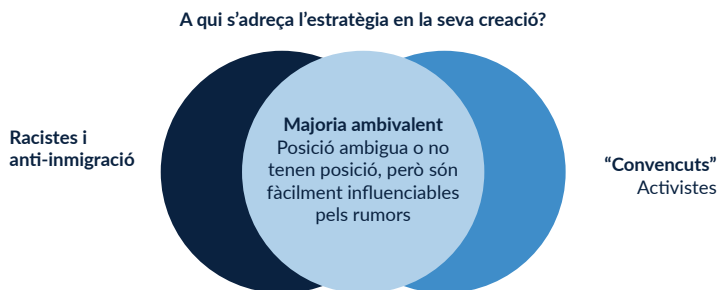 A qui s’adreça l’estratègia en la seva creació?
Racistes i
anti-inmigració
Majoria ambivalent
Posició ambigua o no
tenen posició, però són
fàcilment influenciables
pels rumors
“Convencuts”
Activistes